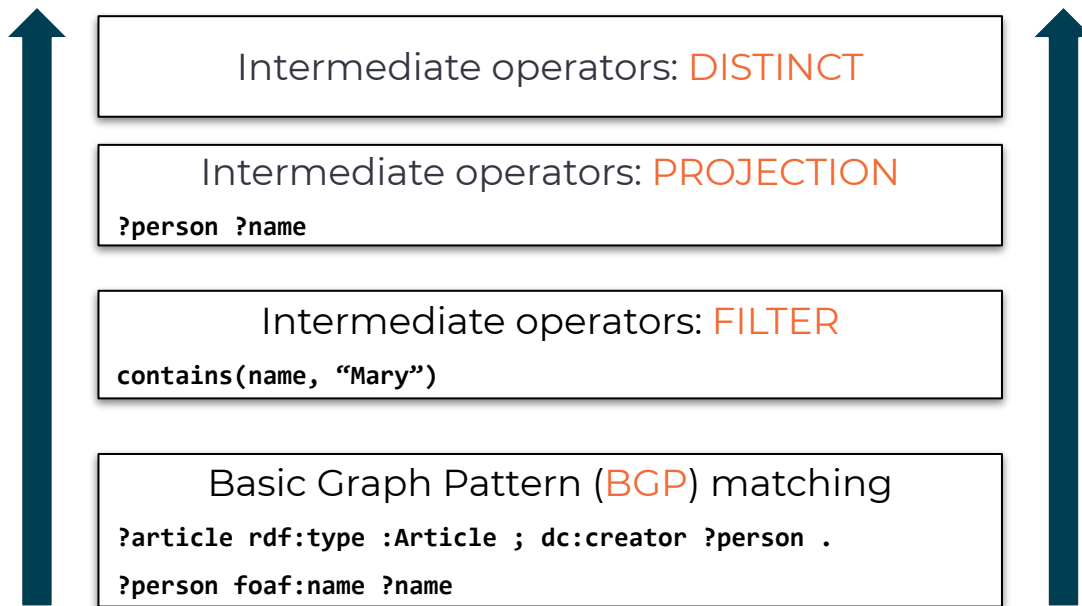 Intermediate operators: DISTINCT
Intermediate operators: PROJECTION
?person ?name
Intermediate operators: FILTER
contains(name, “Mary”)
Basic Graph Pattern (BGP) matching
?article rdf:type :Article ; dc:creator ?person .
?person foaf:name ?name